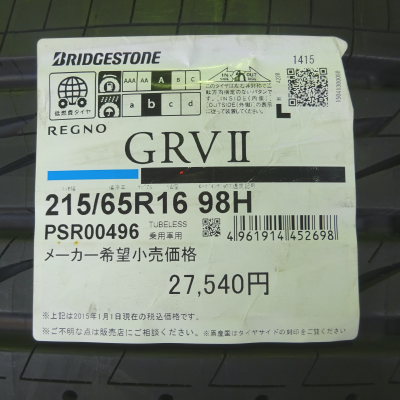 BRIDGESTONE
1415
AAA AA A B C
a b c d
低燃費タイヤ
REGNO
L
GRVII
215/65R16 98H
PSR00496
TUBELESS
乗用車用
4961914452698
メーカー希望小売価格
27,540円
※上記は2015年1月1日現在の税込価格です。
※ご不明な点は販売店にご相談ください。